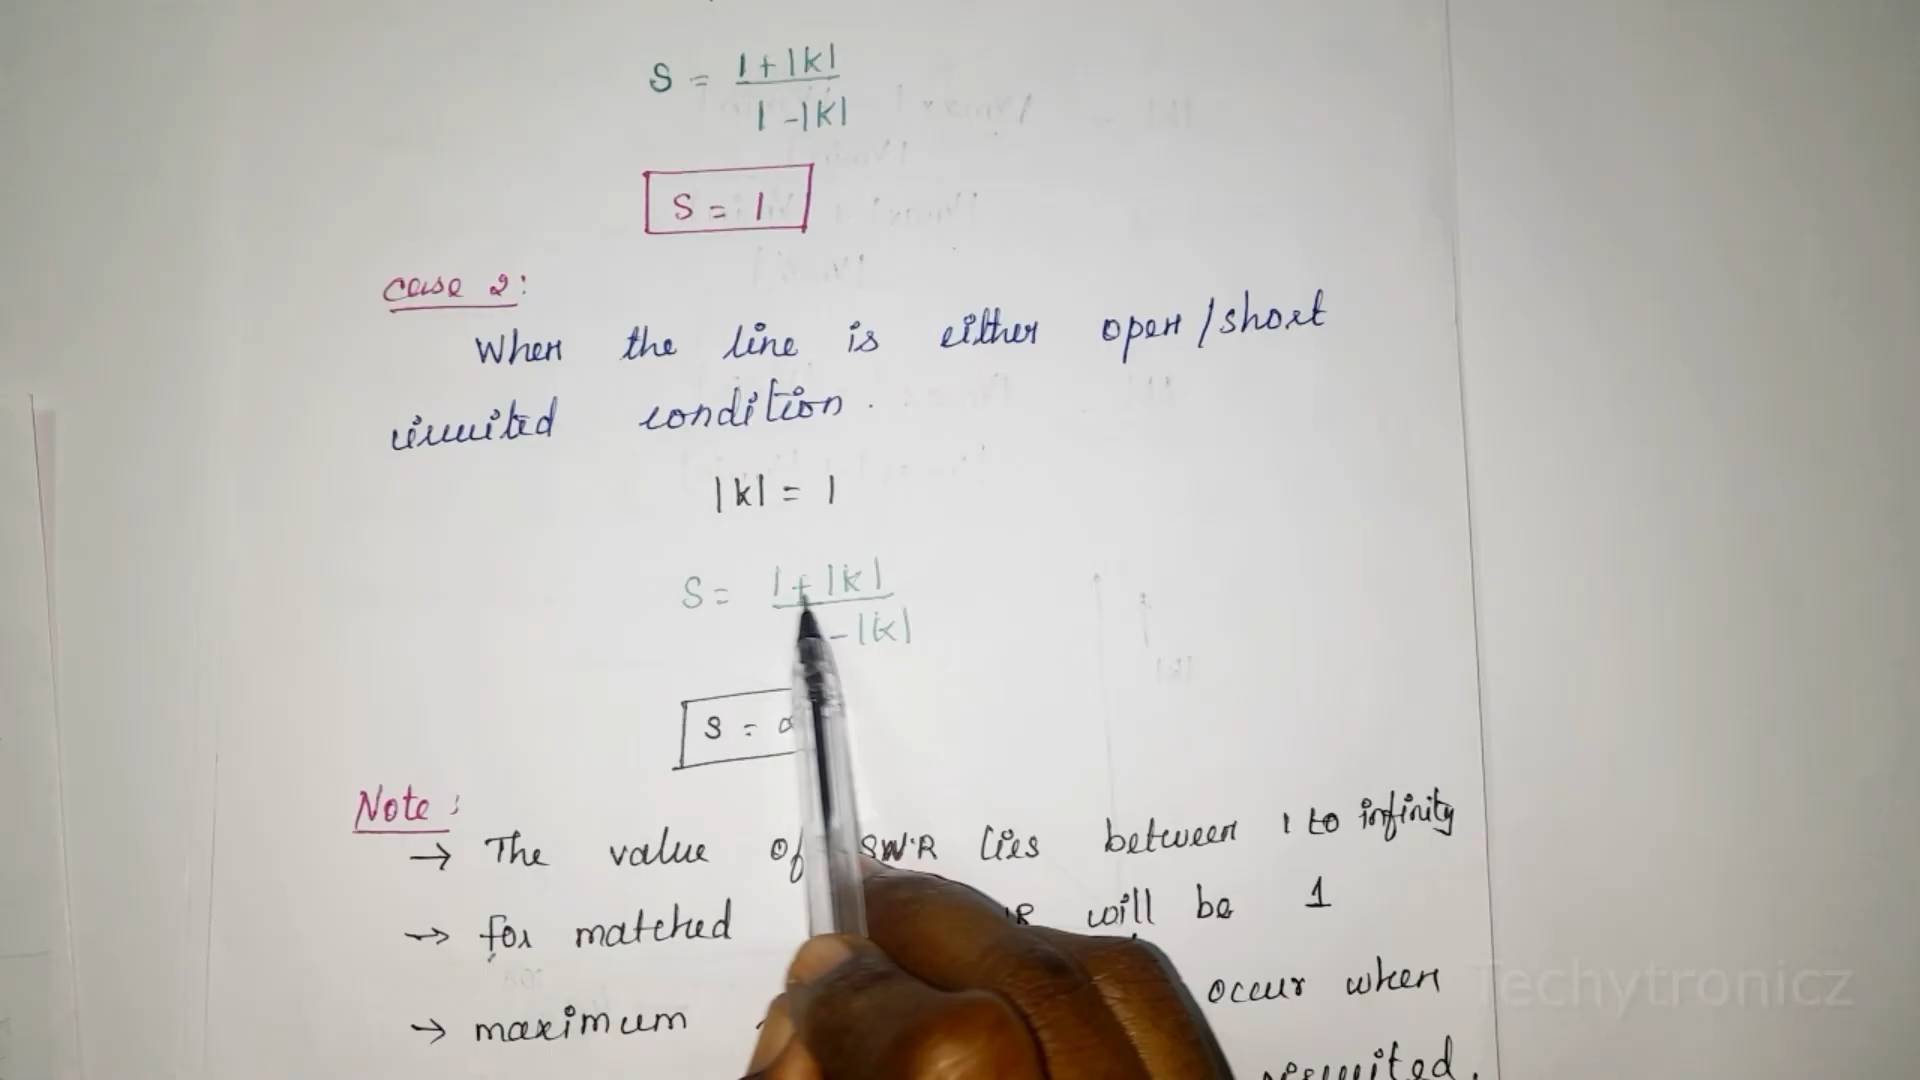 S = 1+|k|
1-|k|
S = 1
case 2:
When the line is either open/short
circuited condition.
|k| = 1
S = 1+|k|
-|k|
S =
Note:
→ The value of SWR lies between 1 to infinity
→ for matched will be 1
→ maximum occur when
Techytronicz